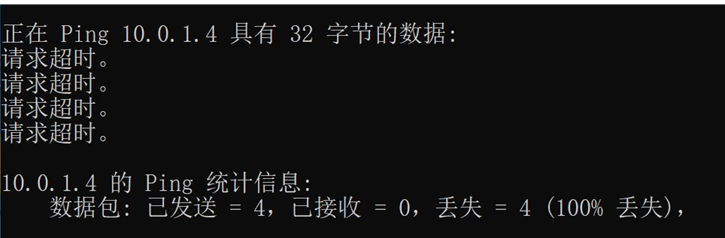 正在 Ping 10.0.1.4 具有 32 字节的数据:
请求超时。
请求超时。
请求超时。
请求超时。
10.0.1.4 的 Ping 统计信息:
数据包: 已发送 = 4，已接收 = 0，丢失 = 4 (100% 丢失)，